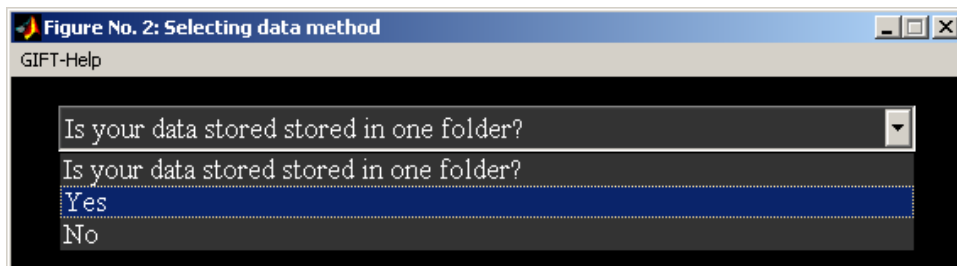 Figure No. 2: Selecting data method
GIFT-Help
Is your data stored stored in one folder?
Is your data stored stored in one folder?
Yes
No